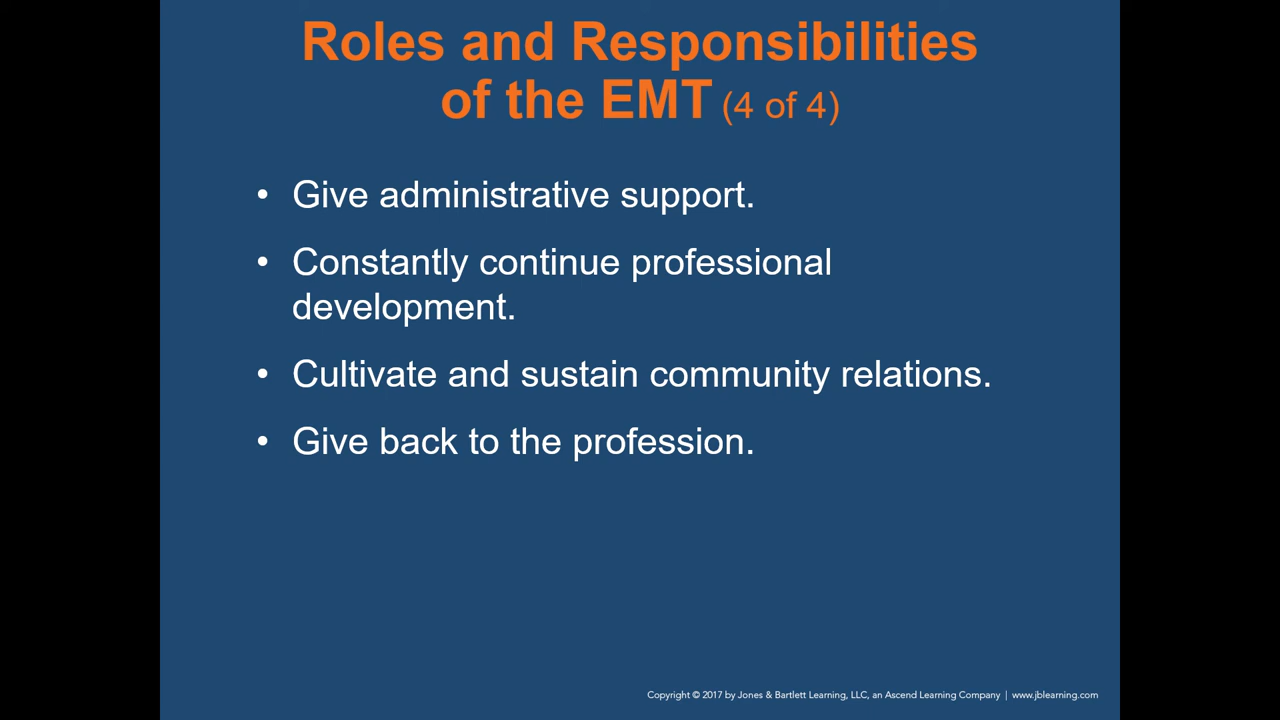 Roles and Responsibilities
of the EMT (4 of 4)
• Give administrative support.
• Constantly continue professional
development.
• Cultivate and sustain community relations.
• Give back to the profession.
Copyright © 2017 by Jones & Bartlett Learning, LLC, an Ascend Learning Company | www.jblearning.com